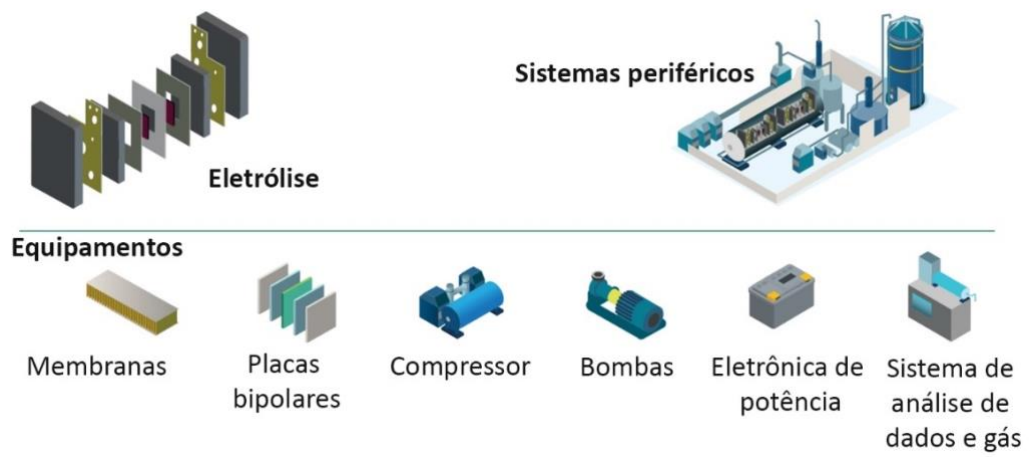 Sistemas periféricos
Eletrólise
Equipamentos
Membranas
Placas
bipolares
Compressor
Bombas
Eletrônica de
potência
Sistema de
análise de
dados e gás